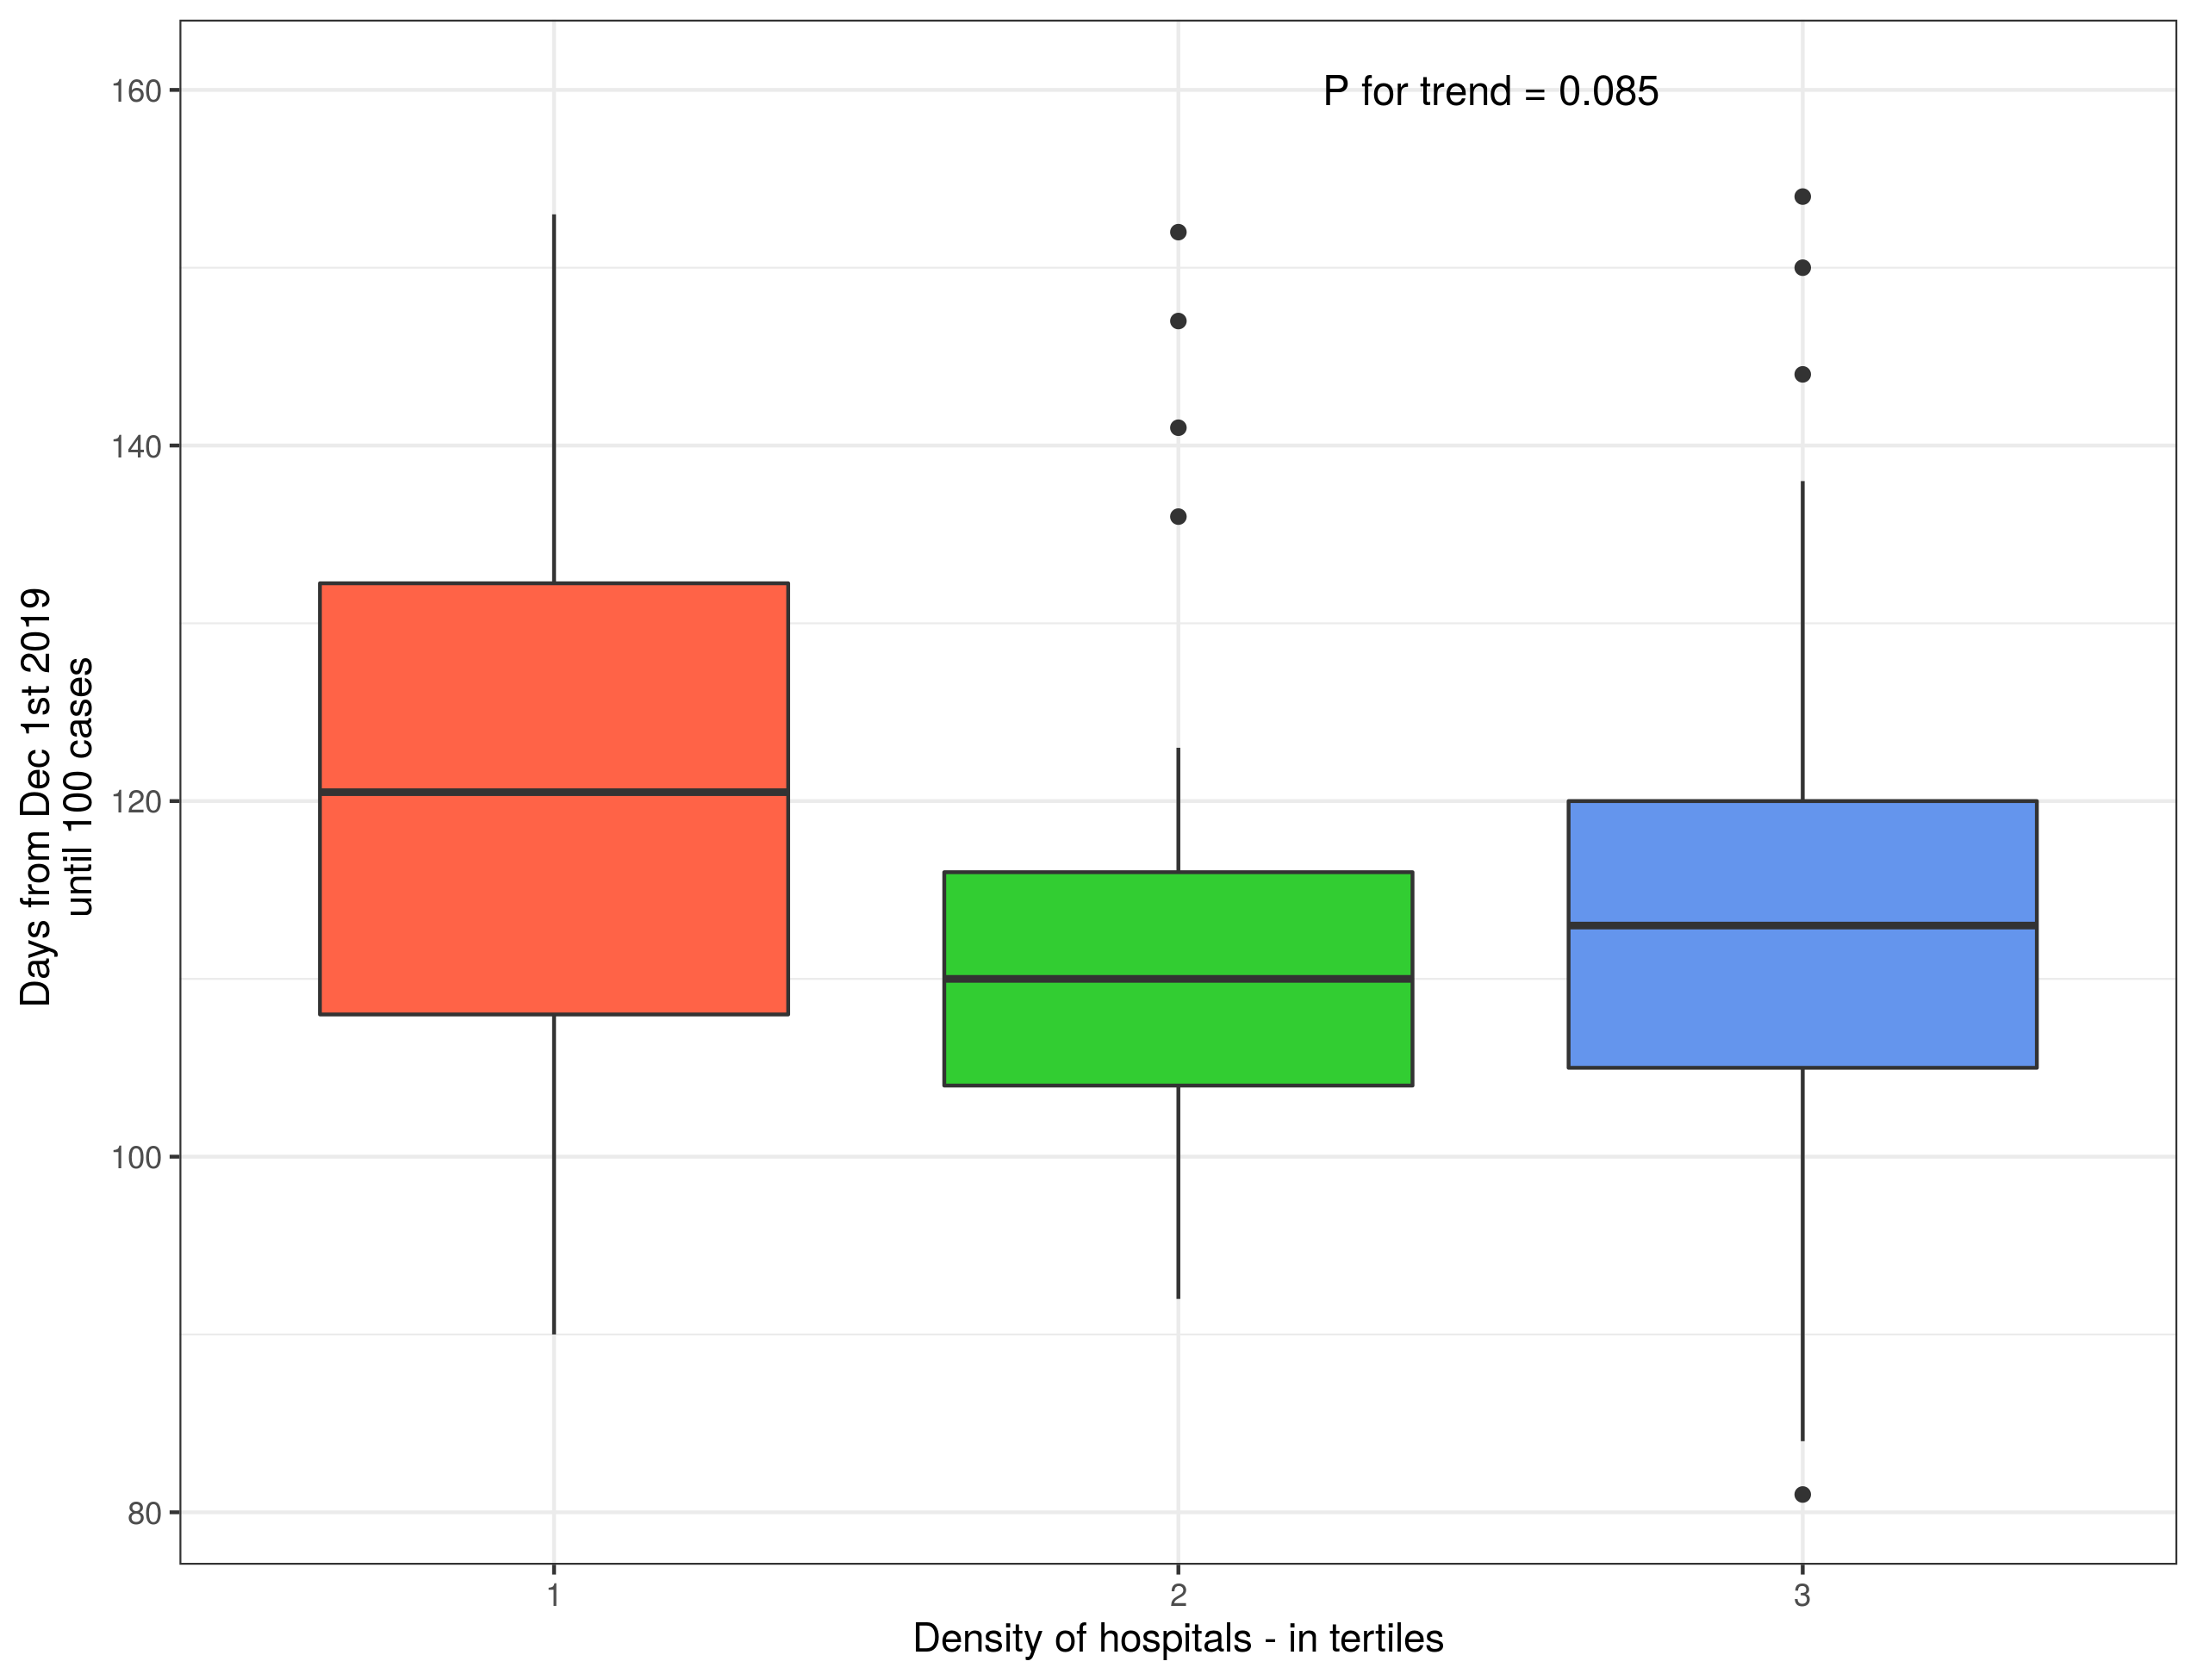 P for trend = 0.085
160
140
120
100
80
Days from Dec 1st 2019
until 100 cases
1
2
3
Density of hospitals - in tertiles